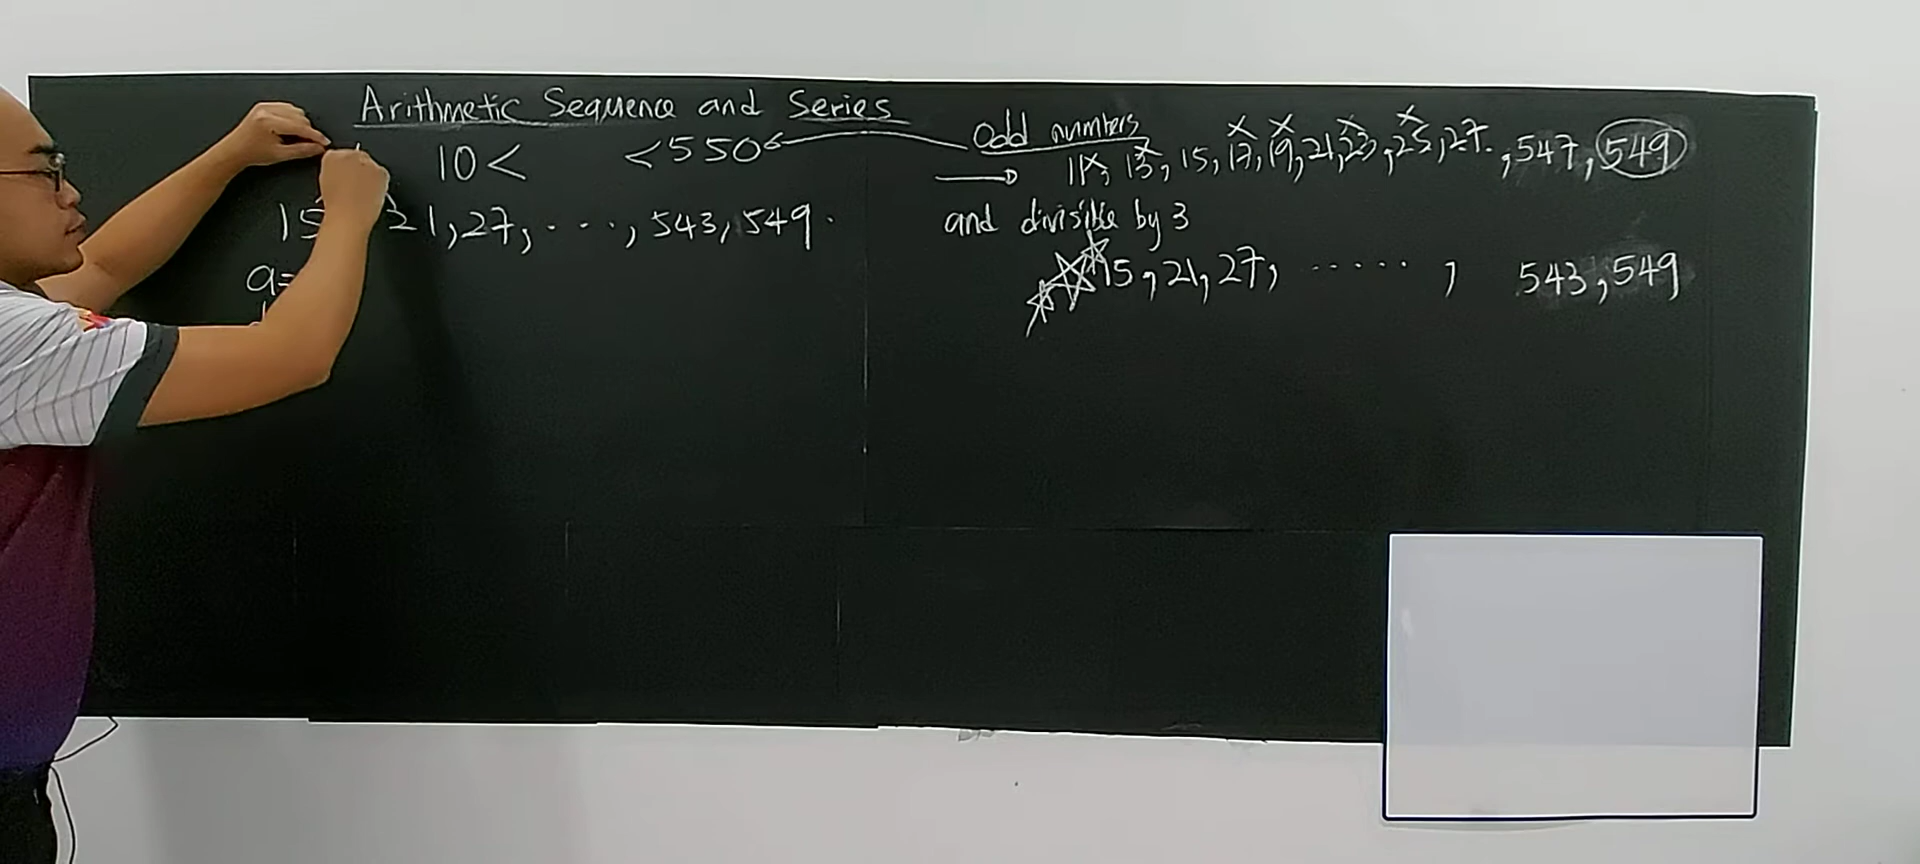 Arithmetic Sequence and Series
10 < < 550
15 21, 27, ...., 543, 549.
a =
Odd numbers
11, 13, 15, 17, 19, 21, 23, 25, 27. , 547, 549
and divisible by 3
15, 21, 27, ......, 543, 549